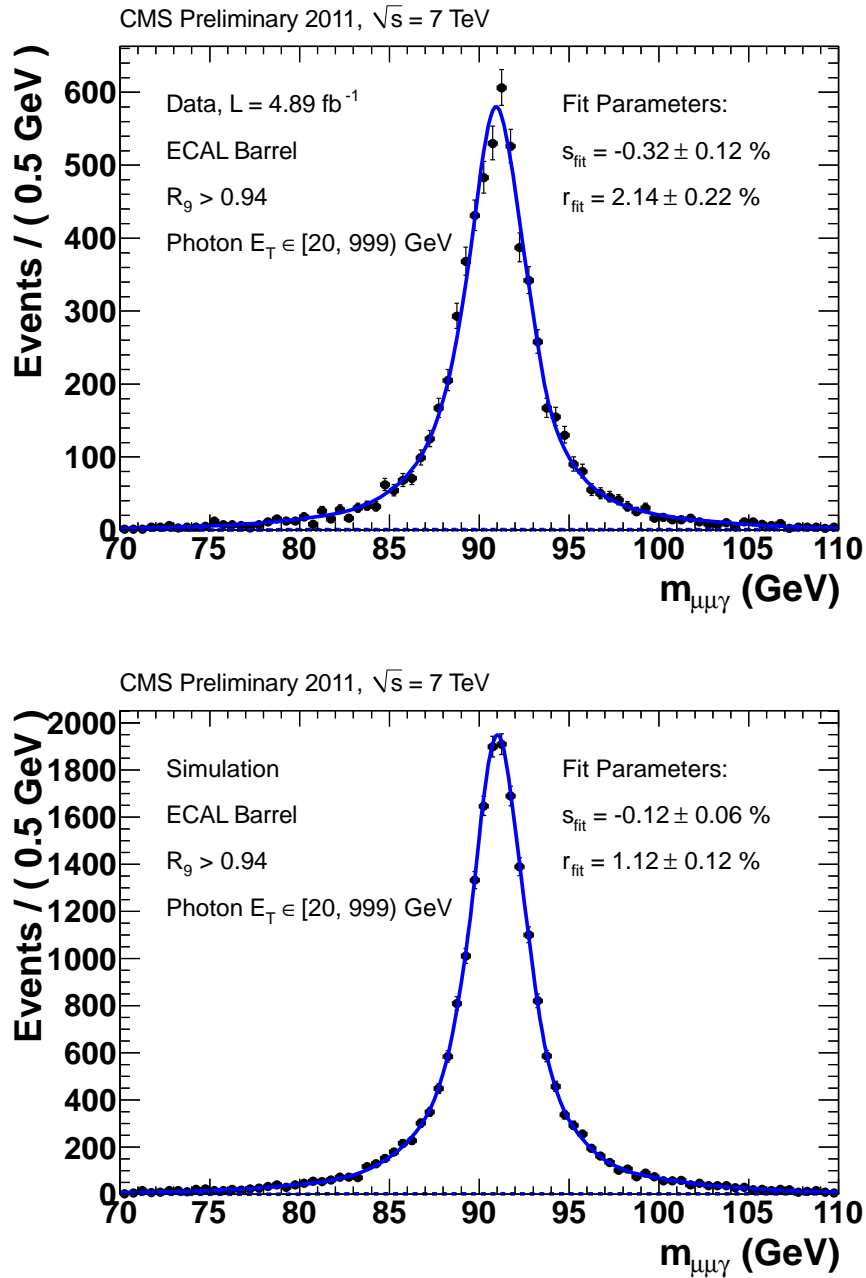 CMS Preliminary 2011, √s = 7 TeV
Events / ( 0.5 GeV )
600
500
400
300
200
100
0
Data, L = 4.89 fb⁻¹
ECAL Barrel
R₉ > 0.94
Photon E_T ∈ [20, 999) GeV
Fit Parameters:
s_fit = -0.32 ± 0.12 %
r_fit = 2.14 ± 0.22 %
70 75 80 85 90 95 100 105 110
m_μμγ (GeV)
CMS Preliminary 2011, √s = 7 TeV
Events / ( 0.5 GeV )
2000
1800
1600
1400
1200
1000
800
600
400
200
0
Simulation
ECAL Barrel
R₉ > 0.94
Photon E_T ∈ [20, 999) GeV
Fit Parameters:
s_fit = -0.12 ± 0.06 %
r_fit = 1.12 ± 0.12 %
70 75 80 85 90 95 100 105 110
m_μμγ (GeV)